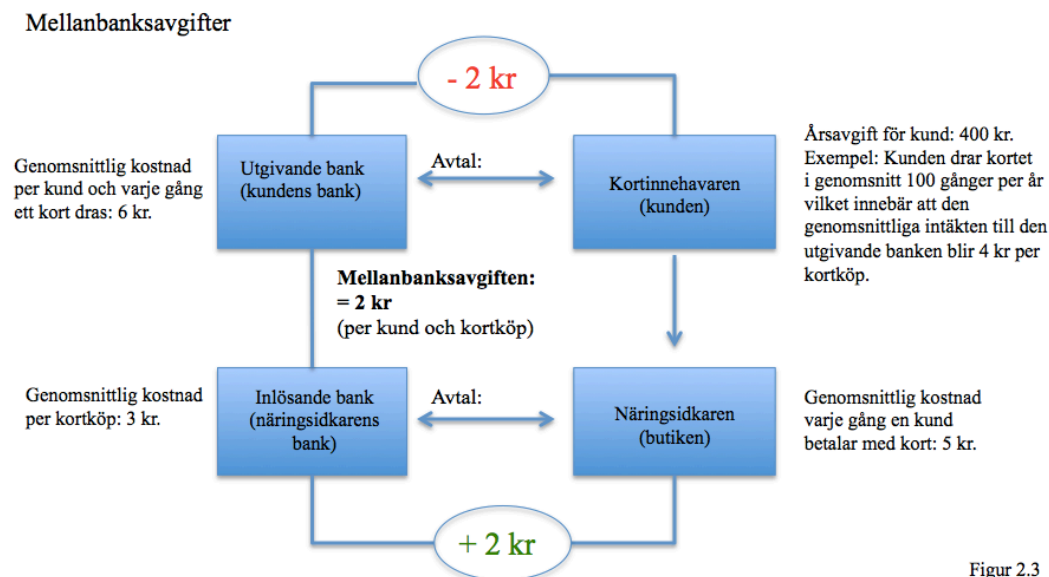 Mellanbanksavgifter
- 2 kr
Genomsnittlig kostnad
per kund och varje gång
ett kort dras: 6 kr.
Utgivande bank
(kundens bank)
Avtal:
Kortinnehavaren
(kunden)
Årsavgift för kund: 400 kr.
Exempel: Kunden drar kortet
i genomsnitt 100 gånger per år
vilket innebär att den
genomsnittliga intäkten till den
utgivande banken blir 4 kr per
kortköp.
Mellanbanksavgiften:
= 2 kr
(per kund och kortköp)
Genomsnittlig kostnad
per kortköp: 3 kr.
Inlösande bank
(näringsidkarens
bank)
Avtal:
Näringsidkaren
(butiken)
Genomsnittlig kostnad
varje gång en kund
betalar med kort: 5 kr.
+ 2 kr
Figur 2.3